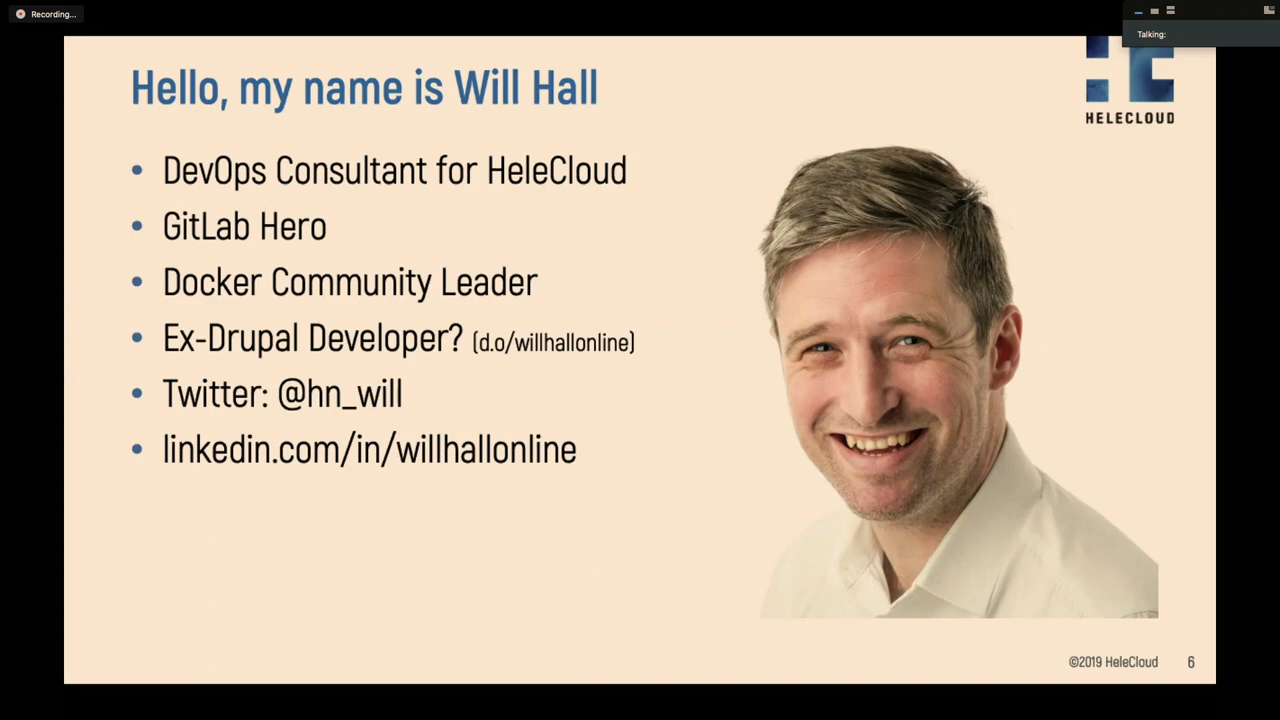 Recording...
Talking:
Hello, my name is Will Hall
HELECLOUD
• DevOps Consultant for HeleCloud
• GitLab Hero
• Docker Community Leader
• Ex-Drupal Developer? (d.o/willhallonline)
• Twitter: @hn_will
• linkedin.com/in/willhallonline
©2019 HeleCloud 6